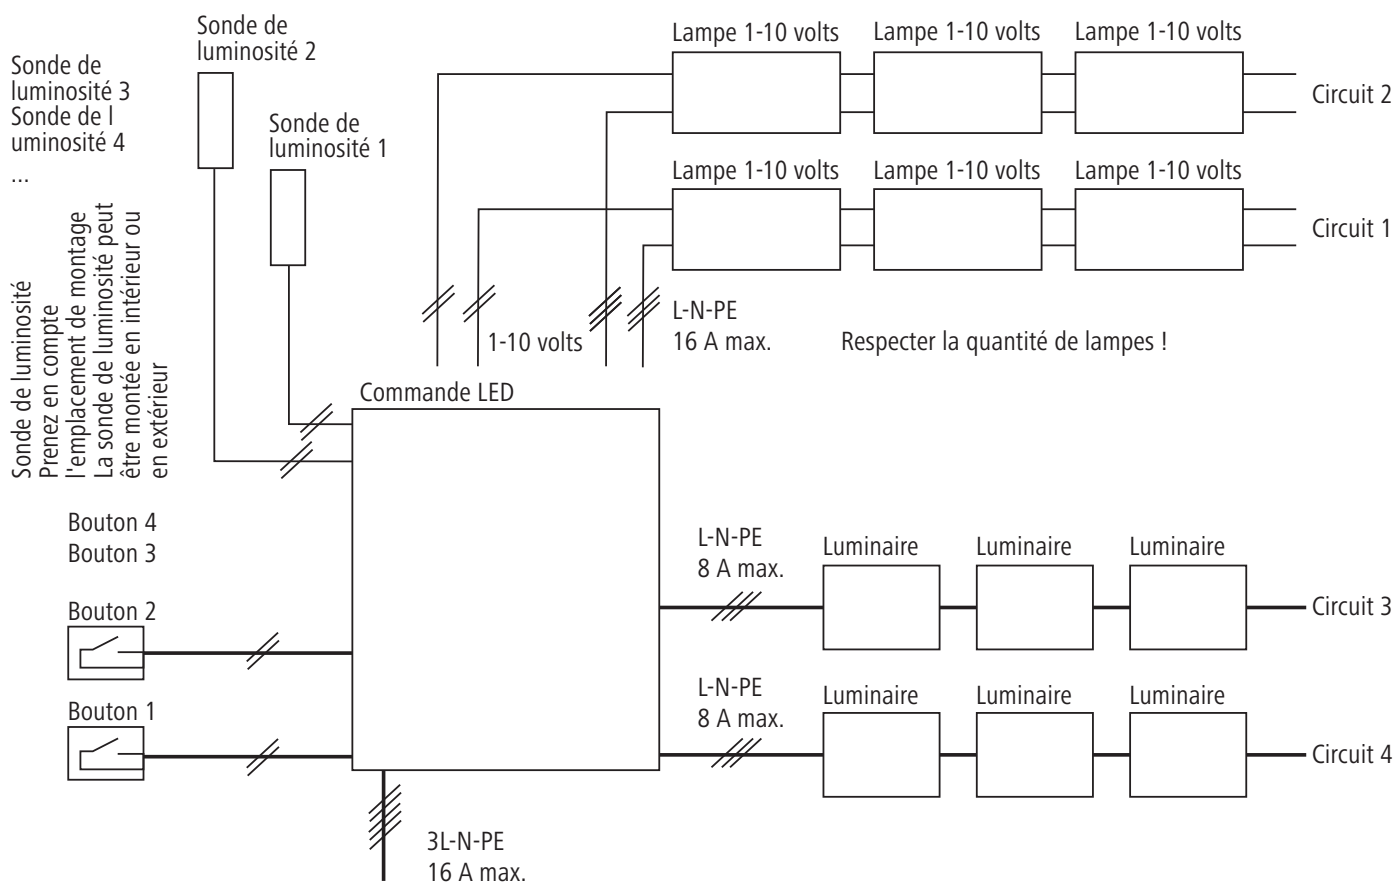 Sonde de
luminosité 2
Sonde de
luminosité 3
Sonde de l
uminosité 4
...
Sonde de
luminosité 1
Lampe 1-10 volts
Lampe 1-10 volts
Lampe 1-10 volts
Circuit 2
Lampe 1-10 volts
Lampe 1-10 volts
Lampe 1-10 volts
Circuit 1
L-N-PE
16 A max.
1-10 volts
Respecter la quantité de lampes !
Sonde de luminosité
Prenez en compte
l'emplacement de montage
La sonde de luminosité peut
être montée en intérieur ou
en extérieur
Commande LED
Bouton 4
Bouton 3
Bouton 2
Bouton 1
L-N-PE
8 A max.
Luminaire
Luminaire
Luminaire
Circuit 3
L-N-PE
8 A max.
Luminaire
Luminaire
Luminaire
Circuit 4
3L-N-PE
16 A max.